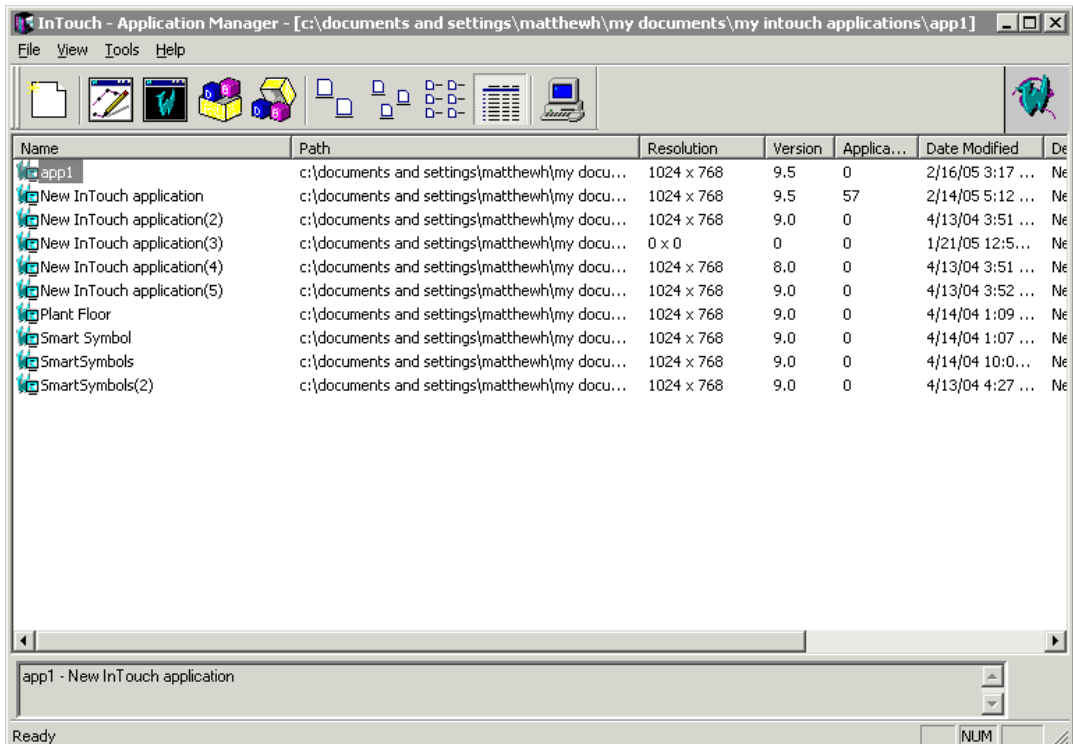 InTouch - Application Manager - [c:\documents and settings\matthewh\my documents\my intouch applications\app1]
File View Tools Help
Name Path Resolution Version Applica... Date Modified De
app1 c:\documents and settings\matthewh\my docu... 1024 x 768 9.5 0 2/16/05 3:17 ... Ne
New InTouch application c:\documents and settings\matthewh\my docu... 1024 x 768 9.5 57 2/14/05 5:12 ... Ne
New InTouch application(2) c:\documents and settings\matthewh\my docu... 1024 x 768 9.0 0 4/13/04 3:51 ... Ne
New InTouch application(3) c:\documents and settings\matthewh\my docu... 0 x 0 0 0 1/21/05 12:5... Ne
New InTouch application(4) c:\documents and settings\matthewh\my docu... 1024 x 768 8.0 0 4/13/04 3:51 ... Ne
New InTouch application(5) c:\documents and settings\matthewh\my docu... 1024 x 768 9.0 0 4/13/04 3:52 ... Ne
Plant Floor c:\documents and settings\matthewh\my docu... 1024 x 768 9.0 0 4/14/04 1:09 ... Ne
Smart Symbol c:\documents and settings\matthewh\my docu... 1024 x 768 9.0 0 4/14/04 1:07 ... Ne
SmartSymbols c:\documents and settings\matthewh\my docu... 1024 x 768 9.0 0 4/14/04 10:0... Ne
SmartSymbols(2) c:\documents and settings\matthewh\my docu... 1024 x 768 9.0 0 4/13/04 4:27 ... Ne
app1 - New InTouch application
Ready NUM